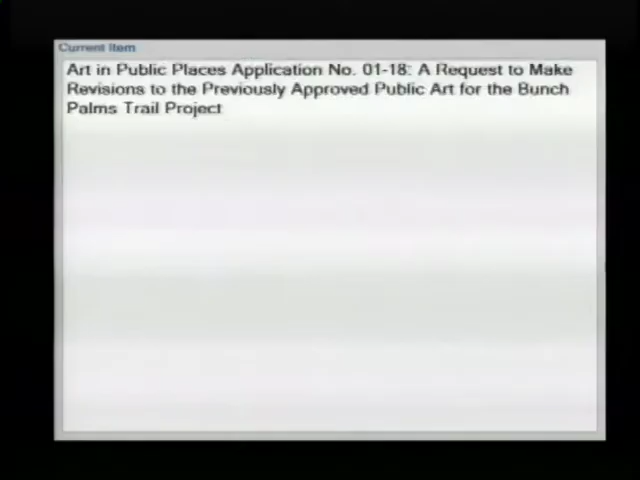 Current Item
Art in Public Places Application No. 01-18: A Request to Make
Revisions to the Previously Approved Public Art for the Bunch
Palms Trail Project